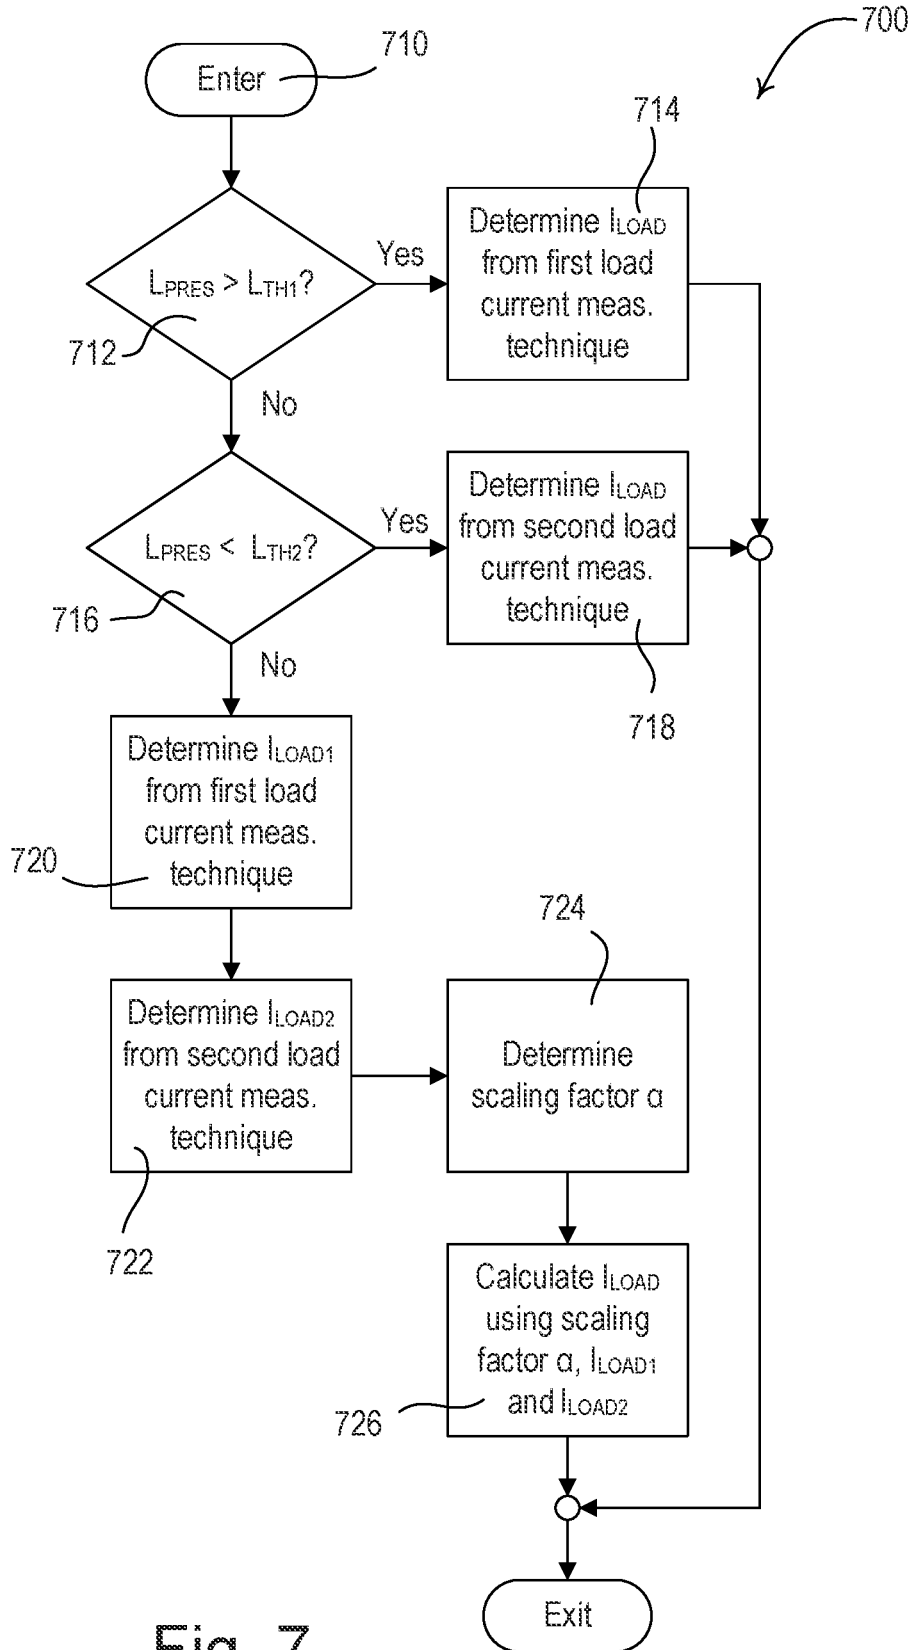 700
710
Enter
714
Determine ILOAD
from first load
current meas.
technique
Yes
LPRES > LTH1?
712
No
Determine ILOAD
from second load
current meas.
technique
Yes
LPRES < LTH2?
716
718
No
Determine ILOAD1
from first load
current meas.
technique
720
724
Determine ILOAD2
from second load
current meas.
technique
722
Determine
scaling factor α
Calculate ILOAD
using scaling
factor α, ILOAD1
and ILOAD2
726
Exit
Fig. 7